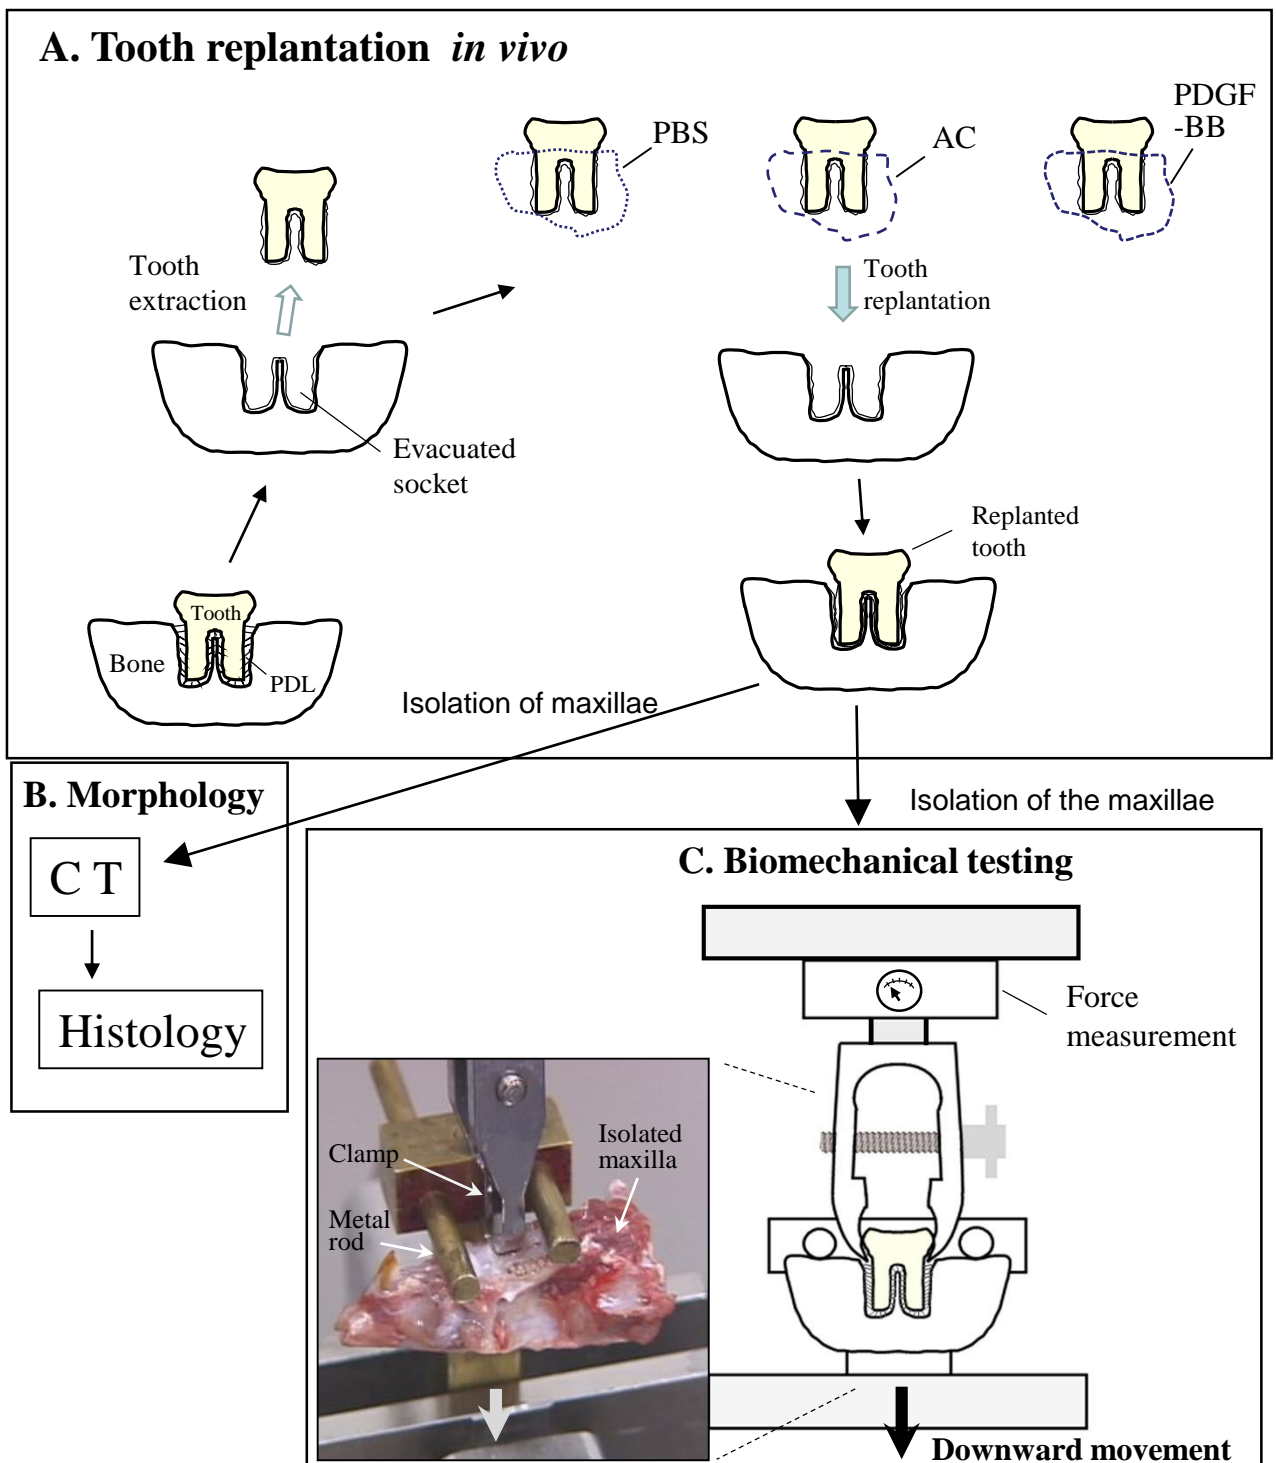 A. Tooth replantation in vivo
PBS
AC
PDGF
-BB
Tooth
extraction
Tooth
replantation
Evacuated
socket
Replanted
tooth
Tooth
Bone
PDL
Isolation of maxillae
Isolation of the maxillae
B. Morphology
C T
Histology
C. Biomechanical testing
Force
measurement
Clamp
Isolated
maxilla
Metal
rod
Downward movement